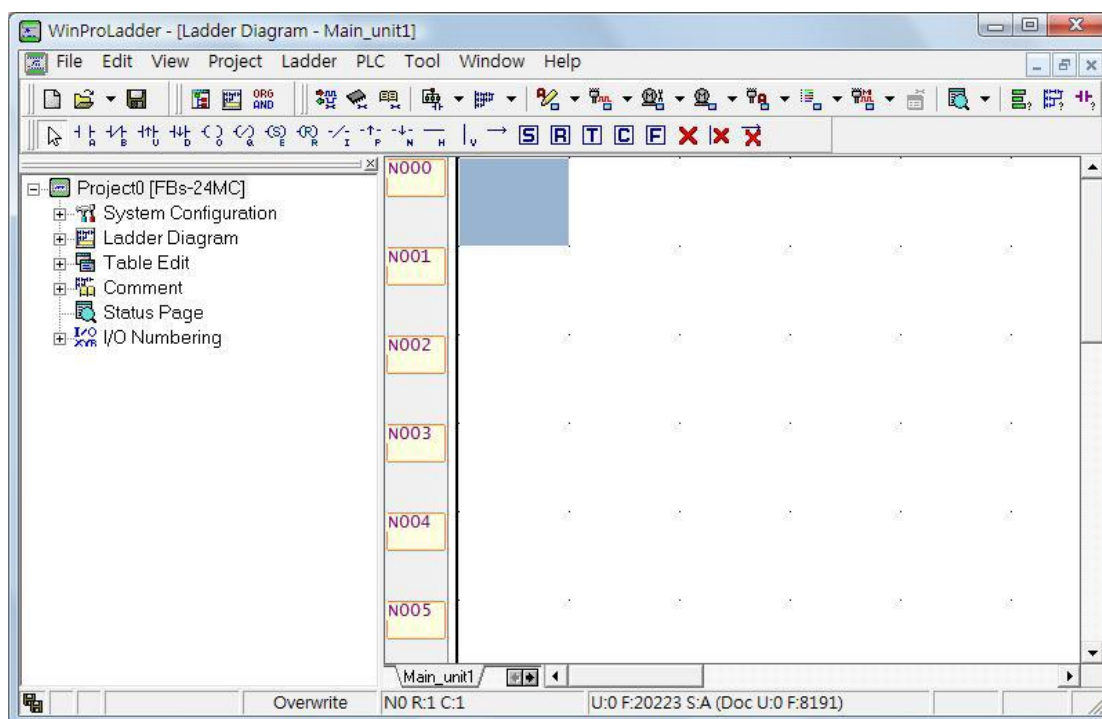 WinProLadder - [Ladder Diagram - Main_unit1]
File Edit View Project Ladder PLC Tool Window Help
ORG
AND
A B U D O Q E R I P N H V S R T C F
Project0 [FBs-24MC]
System Configuration
Ladder Diagram
Table Edit
Comment
Status Page
I/O XYR I/O Numbering
N000
N001
N002
N003
N004
N005
Main_unit1
Overwrite N0 R:1 C:1 U:0 F:20223 S:A (Doc U:0 F:8191)